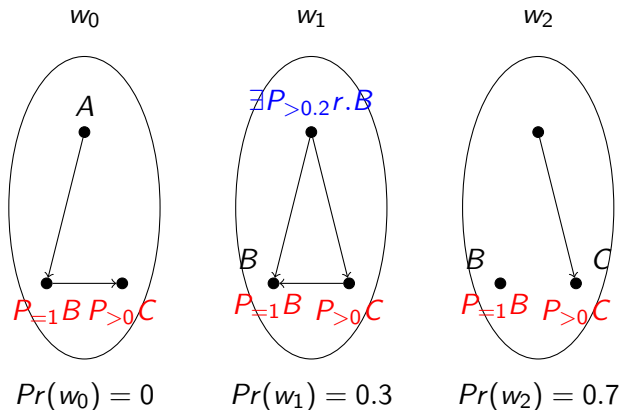 w₀ w₁ w₂
A
∃P>0.2r.B
B
B C
P=1B P>0C
P=1B P>0C
P=1B P>0C
Pr(w₀) = 0 Pr(w₁) = 0.3 Pr(w₂) = 0.7